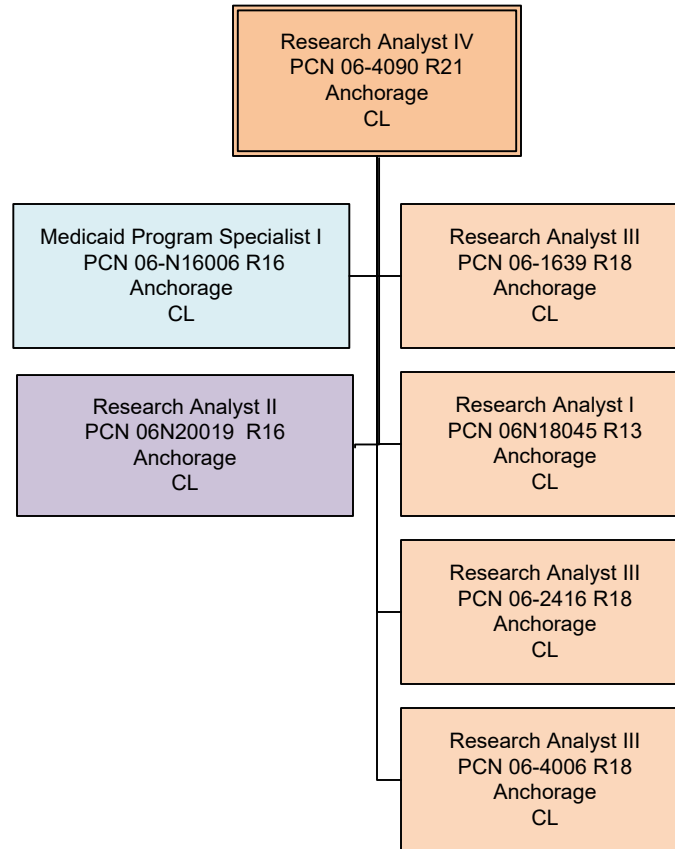 Research Analyst IV
PCN 06-4090 R21
Anchorage
CL
Medicaid Program Specialist I
PCN 06-N16006 R16
Anchorage
CL
Research Analyst III
PCN 06-1639 R18
Anchorage
CL
Research Analyst II
PCN 06N20019  R16
Anchorage
CL
Research Analyst I
PCN 06N18045 R13
Anchorage
CL
Research Analyst III
PCN 06-2416 R18
Anchorage
CL
Research Analyst III
PCN 06-4006 R18
Anchorage
CL